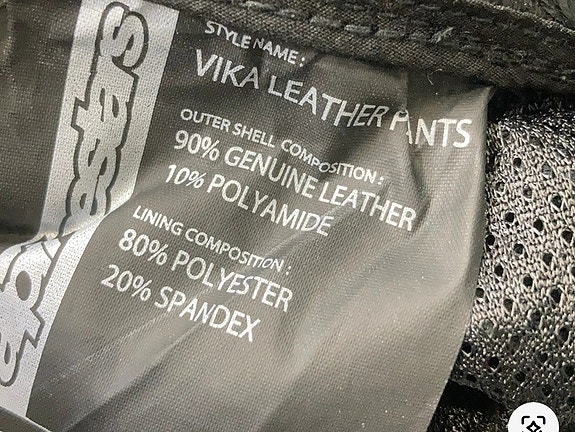 alpinestars
STYLE NAME :
VIKA LEATHER PANTS
OUTER SHELL COMPOSITION :
90% GENUINE LEATHER
10% POLYAMIDE
LINING COMPOSITION :
80% POLYESTER
20% SPANDEX